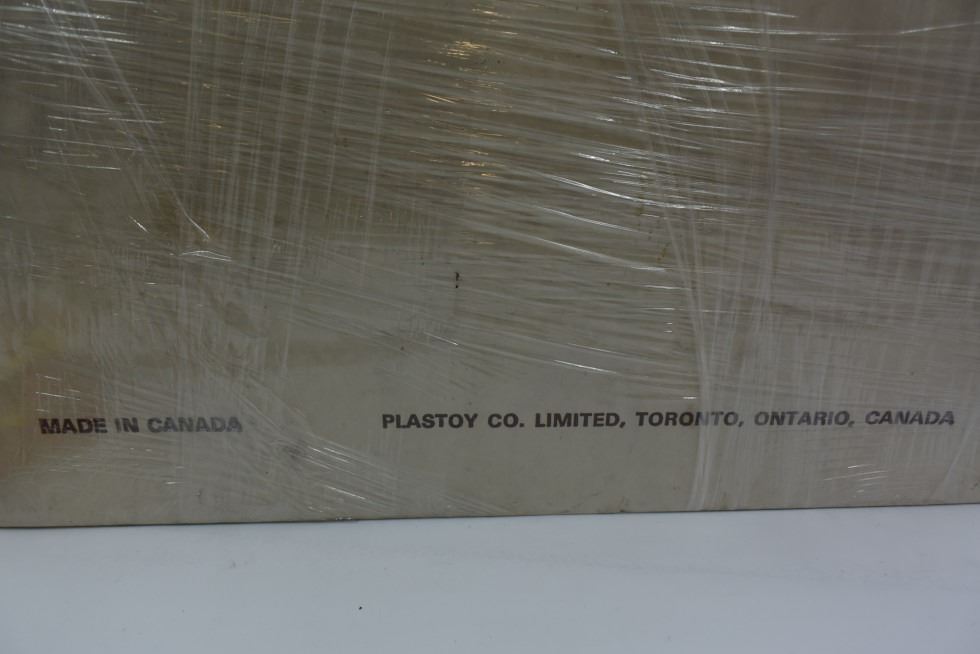 MADE IN CANADA
PLASTOY CO. LIMITED, TORONTO, ONTARIO, CANADA